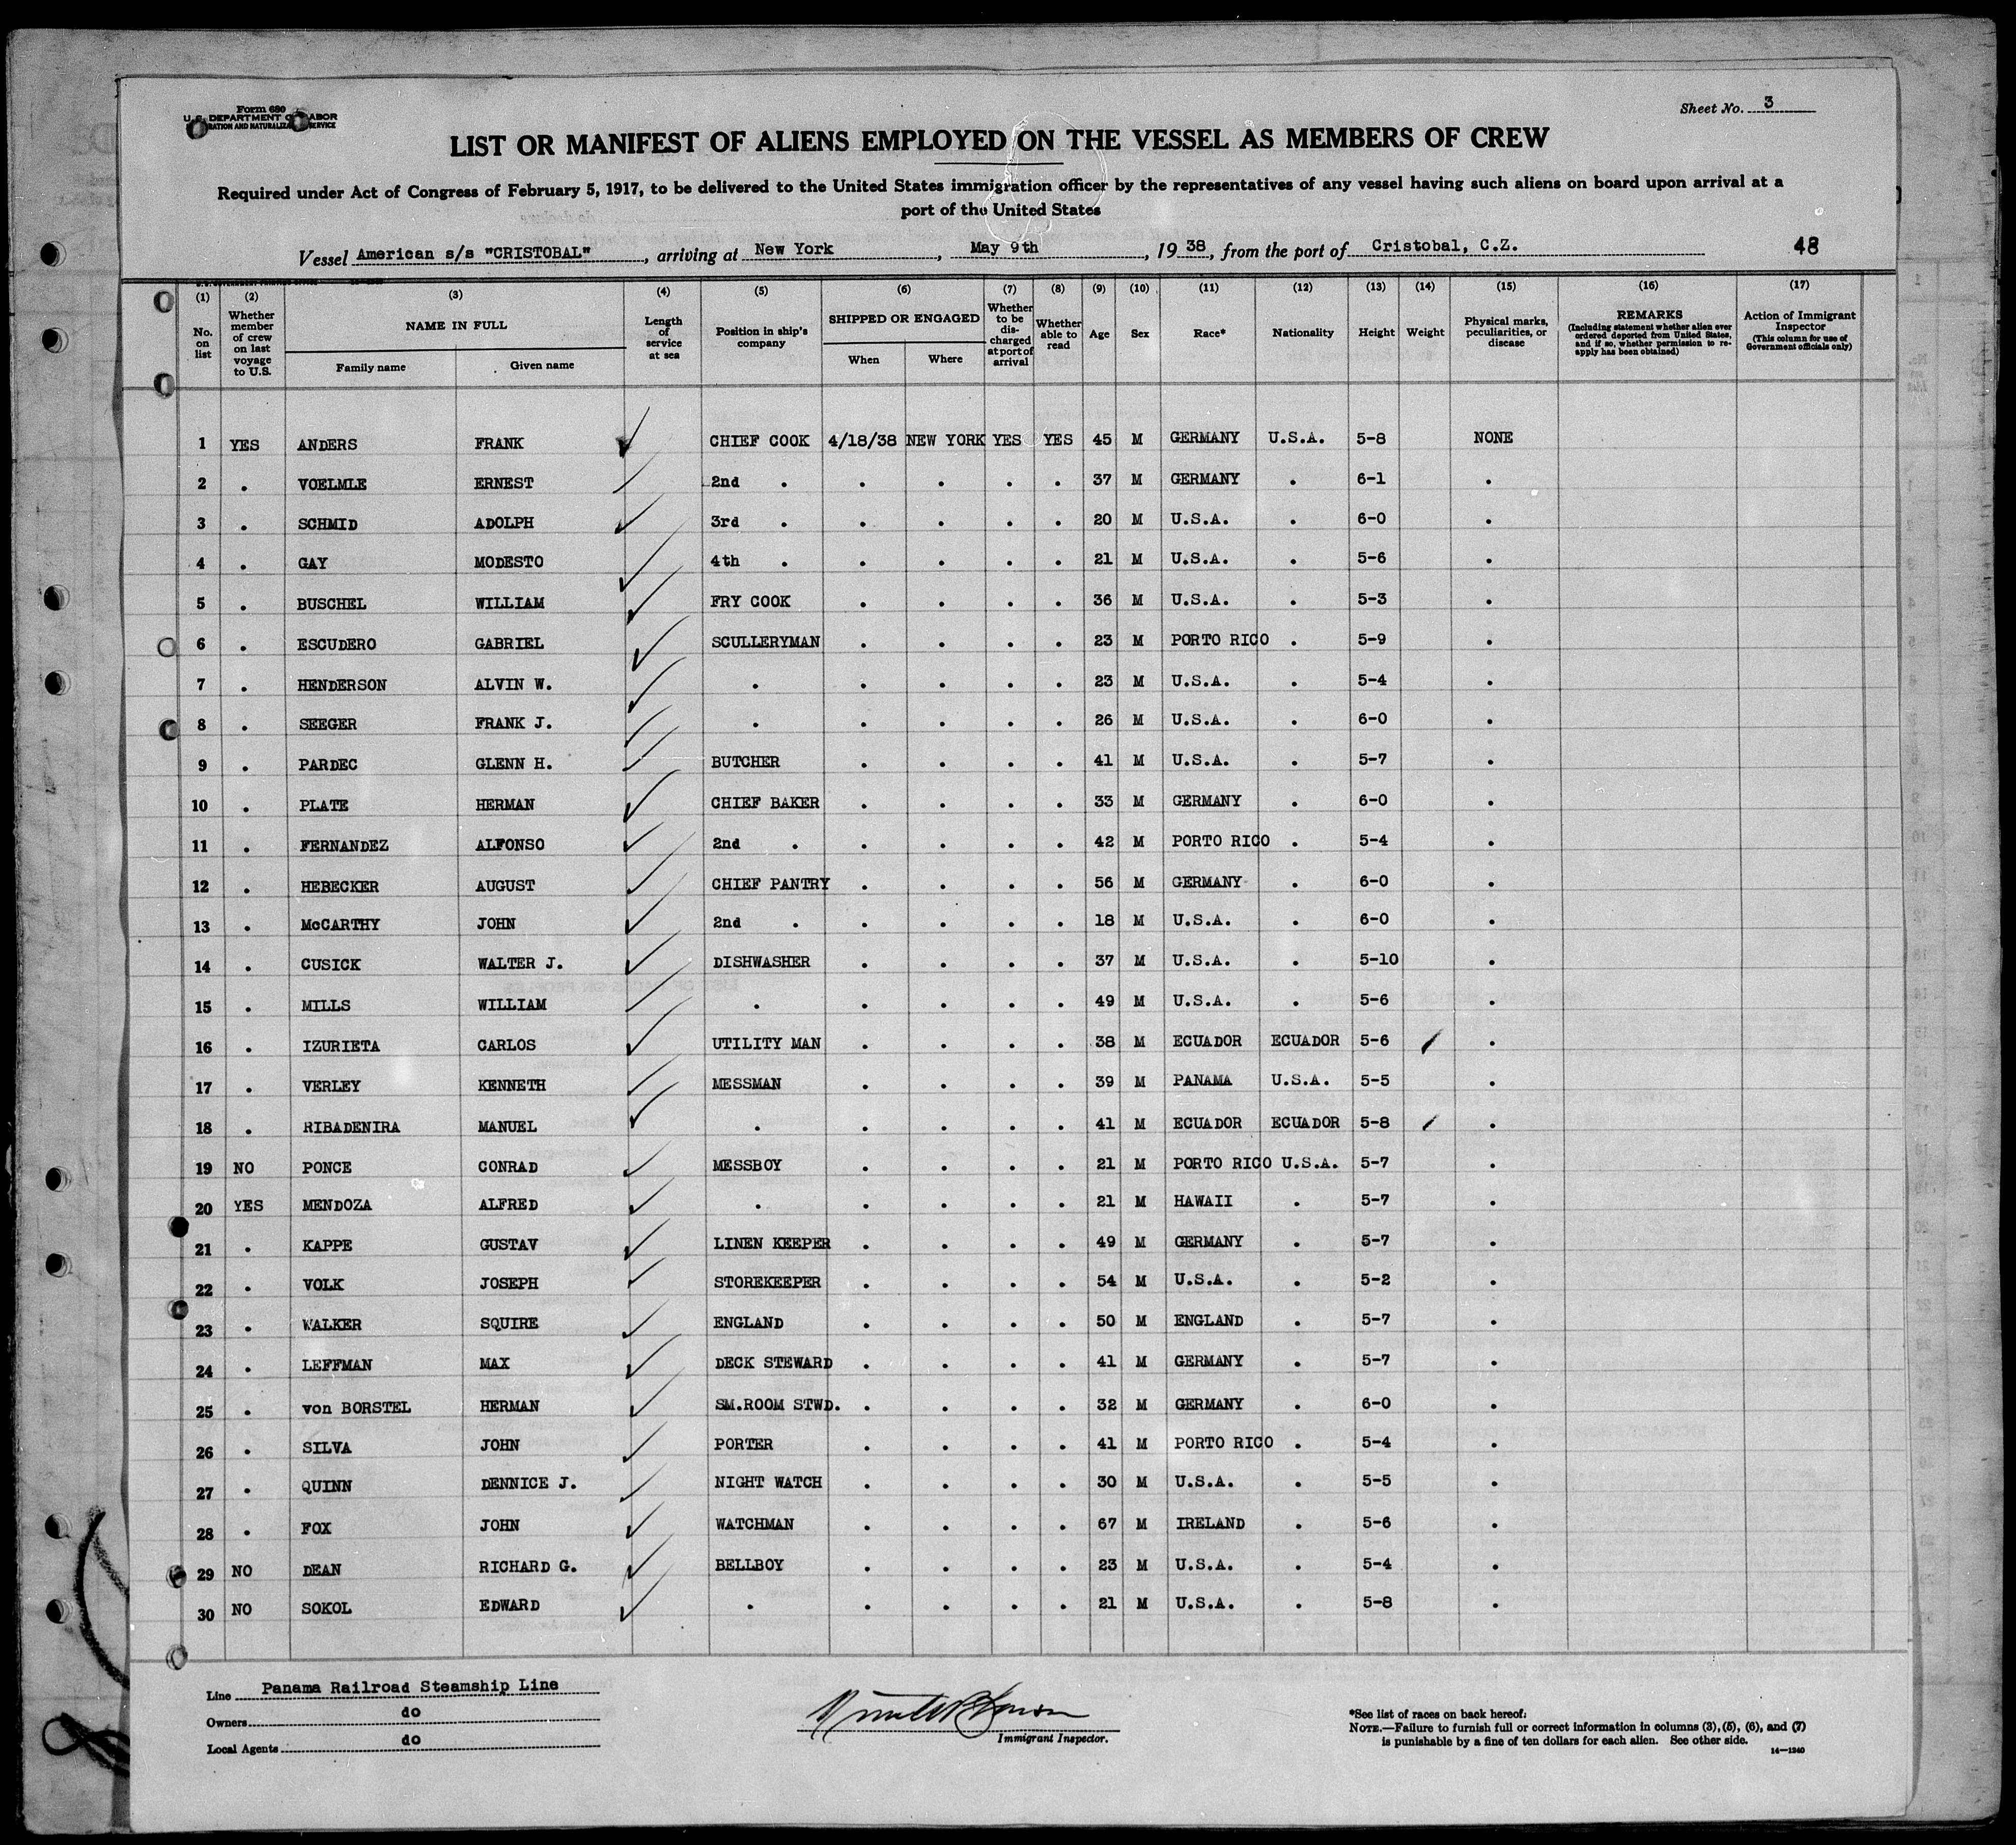 Form 680
U. S. DEPARTMENT OF LABOR
Sheet No. 3
LIST OR MANIFEST OF ALIENS EMPLOYED ON THE VESSEL AS MEMBERS OF CREW
Required under Act of Congress of February 5, 1917, to be delivered to the United States immigration officer by the representatives of any vessel having such aliens on board upon arrival at a
port of the United States
Vessel American s/s "CRISTOBAL", arriving at New York, May 9th, 1938, from the port of Cristobal, C.Z. 48
(1) (2) (3) (4) (5) (6) (7) (8) (9) (10) (11) (12) (13) (14) (15) (16) (17)
No. on list
Whether member of crew on last voyage to U.S.
NAME IN FULL
Family name Given name
Length of service at sea
Position in ship's company
SHIPPED OR ENGAGED
When Where
Whether to be discharged at port of arrival
Whether able to read
Age
Sex
Race*
Nationality
Height
Weight
Physical marks, peculiarities, or disease
REMARKS
(Including statement whether alien ever ordered deported from United States, and if so, whether permission to reapply has been obtained)
Action of Immigrant Inspector
(This column for use of Government officials only)
1 YES ANDERS FRANK CHIEF COOK 4/18/38 NEW YORK YES YES 45 M GERMANY U.S.A. 5-8 NONE
2 . VOELMLE ERNEST 2nd . . . . . 37 M GERMANY . 6-1 .
3 . SCHMID ADOLPH 3rd . . . . . 20 M U.S.A. . 6-0 .
4 . GAY MODESTO 4th . . . . . 21 M U.S.A. . 5-6 .
5 . BUSCHEL WILLIAM FRY COOK . . . . 36 M U.S.A. . 5-3 .
6 . ESCUDERO GABRIEL SCULLERYMAN . . . . 23 M PORTO RICO . 5-9 .
7 . HENDERSON ALVIN W. . . . . . 23 M U.S.A. . 5-4 .
8 . SEEGER FRANK J. . . . . . 26 M U.S.A. . 6-0 .
9 . PARDEC GLENN H. BUTCHER . . . . 41 M U.S.A. . 5-7 .
10 . PLATE HERMAN CHIEF BAKER . . . . 33 M GERMANY . 6-0 .
11 . FERNANDEZ ALFONSO 2nd . . . . . 42 M PORTO RICO . 5-4 .
12 . HEBECKER AUGUST CHIEF PANTRY . . . . 56 M GERMANY . 6-0 .
13 . McCARTHY JOHN 2nd . . . . . 18 M U.S.A. . 6-0 .
14 . CUSICK WALTER J. DISHWASHER . . . . 37 M U.S.A. . 5-10 .
15 . MILLS WILLIAM . . . . . 49 M U.S.A. . 5-6 .
16 . IZURIETA CARLOS UTILITY MAN . . . . 38 M ECUADOR ECUADOR 5-6 .
17 . VERLEY KENNETH MESSMAN . . . . 39 M PANAMA U.S.A. 5-5 .
18 . RIBADENIRA MANUEL . . . . . 41 M ECUADOR ECUADOR 5-8 .
19 NO PONCE CONRAD MESSBOY . . . . 21 M PORTO RICO U.S.A. 5-7 .
20 YES MENDOZA ALFRED . . . . . 21 M HAWAII . 5-7 .
21 . KAPPE GUSTAV LINEN KEEPER . . . . 49 M GERMANY . 5-7 .
22 . VOLK JOSEPH STOREKEEPER . . . . 54 M U.S.A. . 5-2 .
23 . WALKER SQUIRE ENGLAND . . . . 50 M ENGLAND . 5-7 .
24 . LEFFMAN MAX DECK STEWARD . . . . 41 M GERMANY . 5-7 .
25 . von BORSTEL HERMAN SM.ROOM STWD. . . . . 32 M GERMANY . 6-0 .
26 . SILVA JOHN PORTER . . . . 41 M PORTO RICO . 5-4 .
27 . QUINN DENNICE J. NIGHT WATCH . . . . 30 M U.S.A. . 5-5 .
28 . FOX JOHN WATCHMAN . . . . 67 M IRELAND . 5-6 .
29 NO DEAN RICHARD G. BELLBOY . . . . 23 M U.S.A. . 5-4 .
30 NO SOKOL EDWARD . . . . . 21 M U.S.A. . 5-8 .
Line Panama Railroad Steamship Line
Owners do
Local Agents do
Immigrant Inspector.
*See list of races on back hereof:
NOTE.—Failure to furnish full or correct information in columns (3), (5), (6), and (7)
is punishable by a fine of ten dollars for each alien. See other side.
14—1240